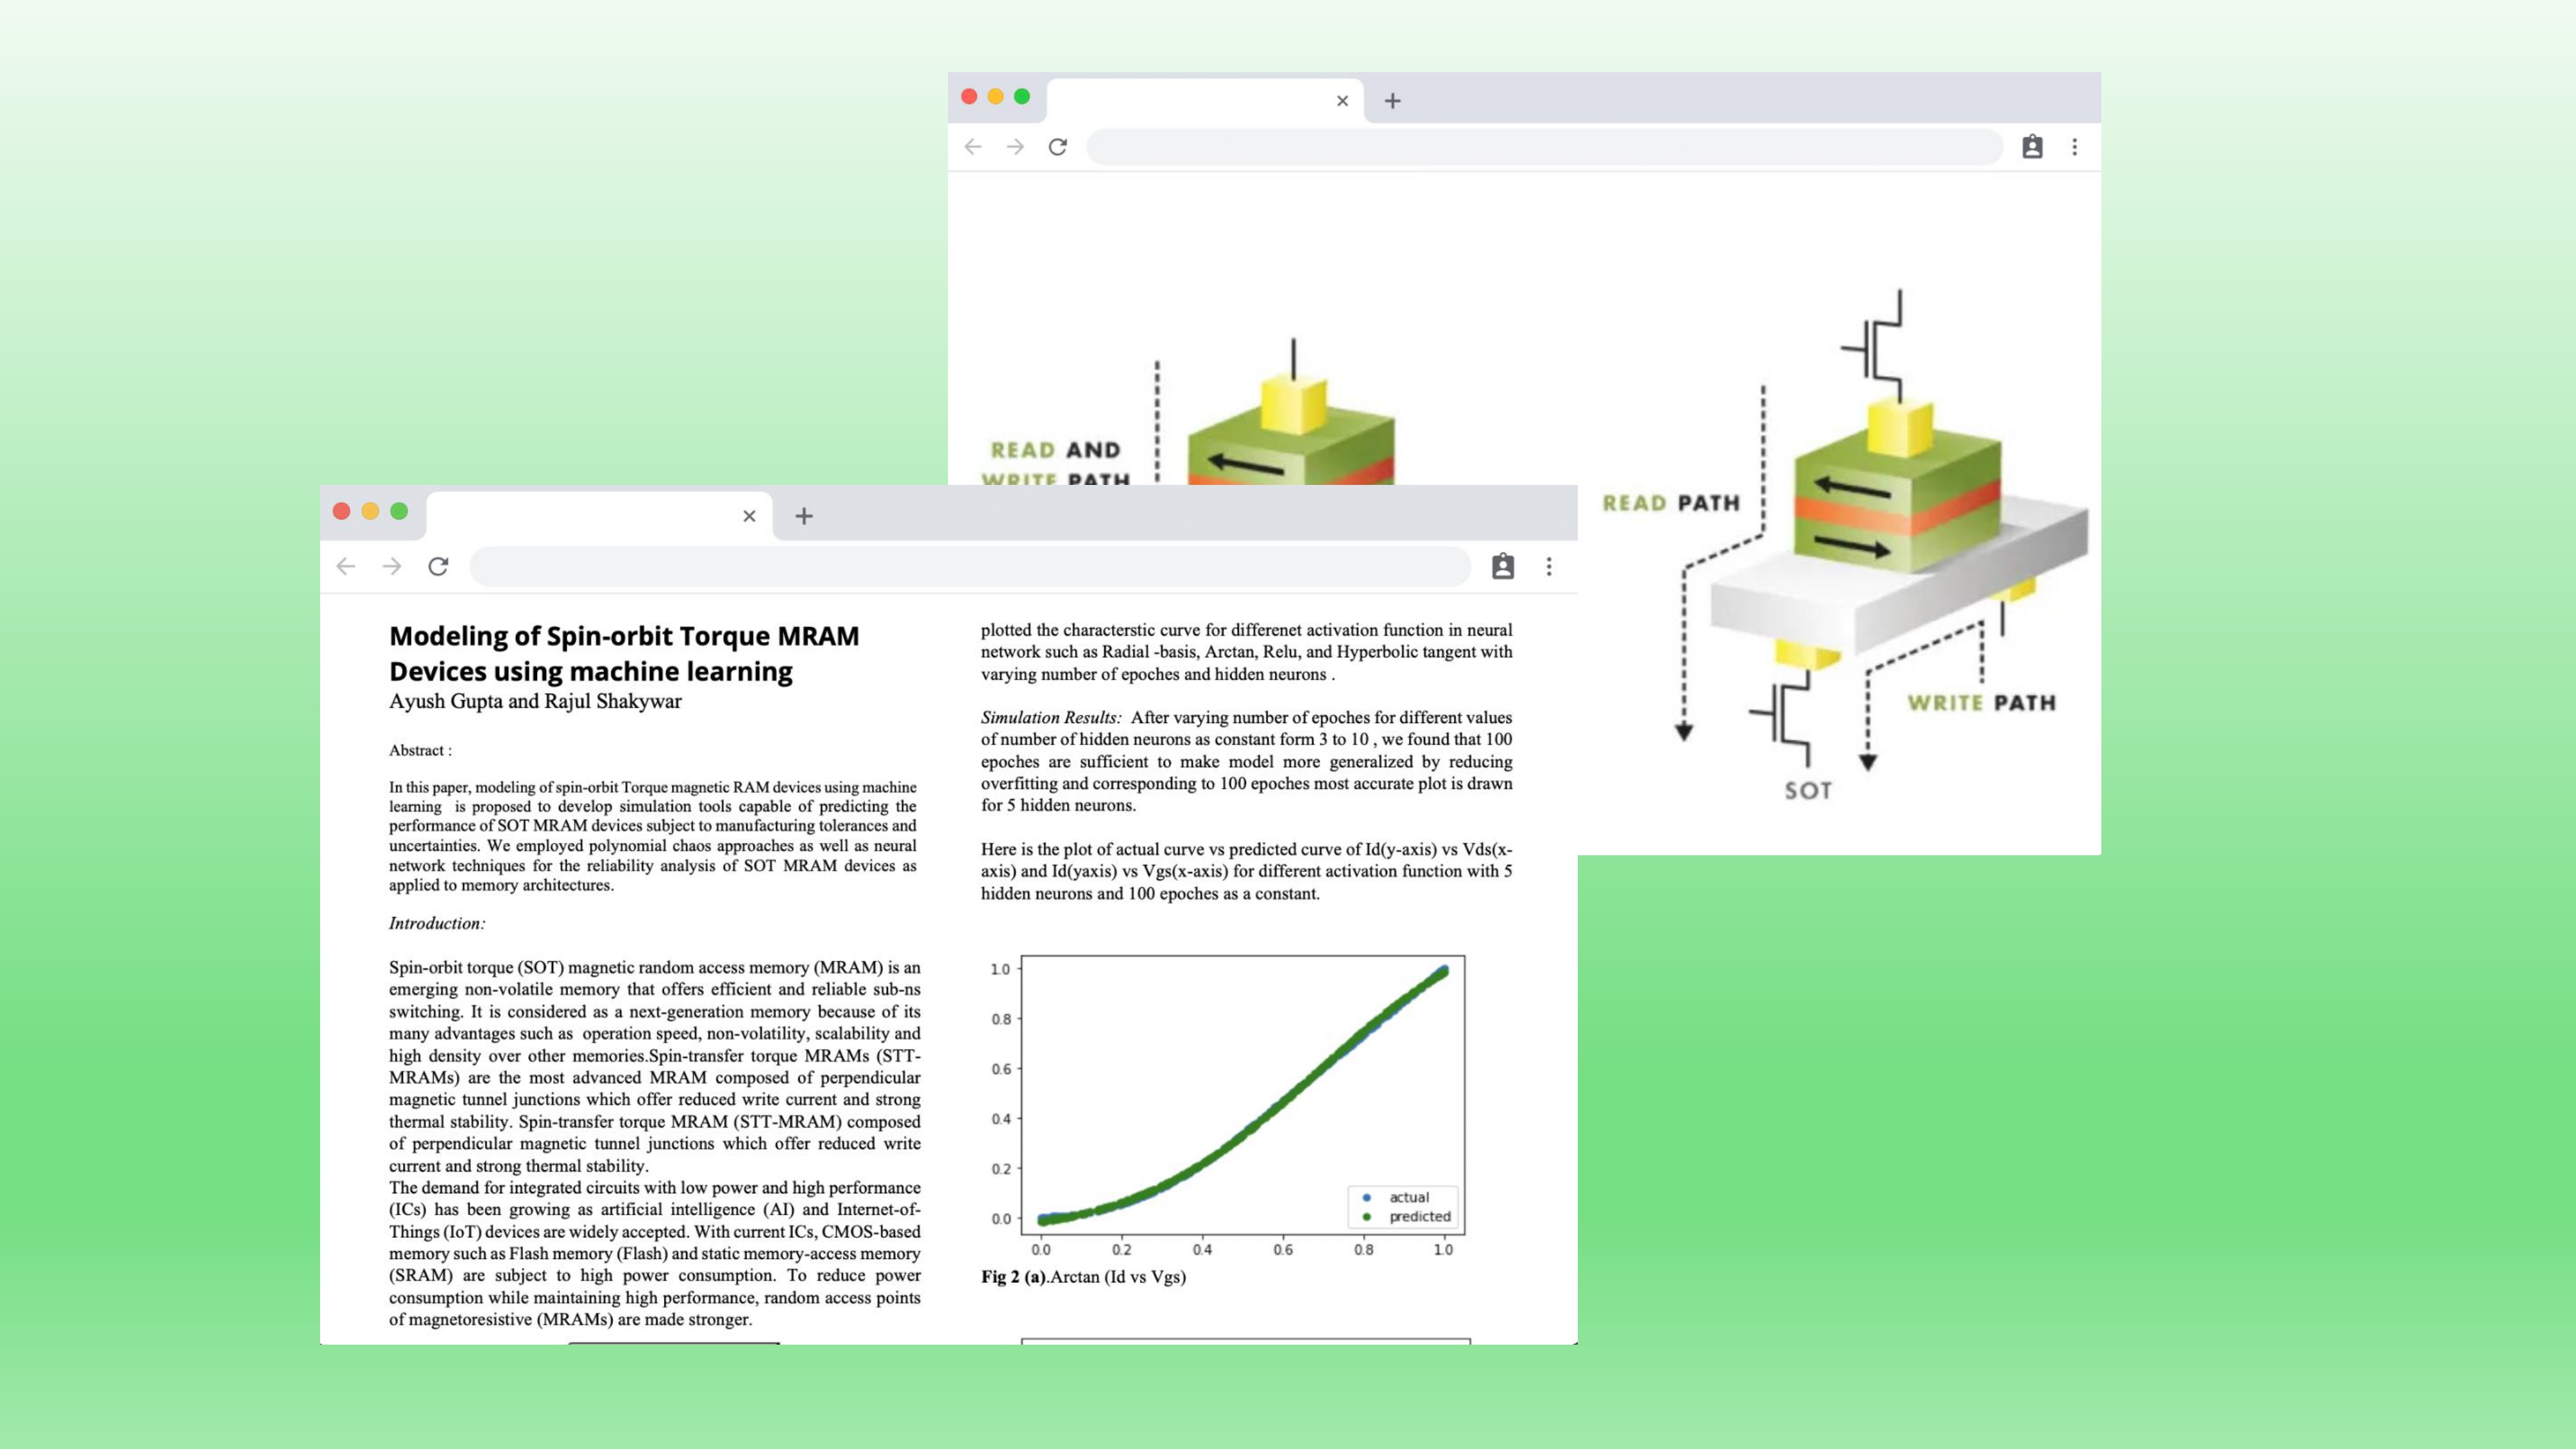 READ AND
WRITE PATH
READ PATH
WRITE PATH
SOT
Modeling of Spin-orbit Torque MRAM
Devices using machine learning
Ayush Gupta and Rajul Shakywar
Abstract :
In this paper, modeling of spin-orbit Torque magnetic RAM devices using machine
learning is proposed to develop simulation tools capable of predicting the
performance of SOT MRAM devices subject to manufacturing tolerances and
uncertainties. We employed polynomial chaos approaches as well as neural
network techniques for the reliability analysis of SOT MRAM devices as
applied to memory architectures.
Introduction:
Spin-orbit torque (SOT) magnetic random access memory (MRAM) is an
emerging non-volatile memory that offers efficient and reliable sub-ns
switching. It is considered as a next-generation memory because of its
many advantages such as operation speed, non-volatility, scalability and
high density over other memories.Spin-transfer torque MRAMs (STT-
MRAMs) are the most advanced MRAM composed of perpendicular
magnetic tunnel junctions which offer reduced write current and strong
thermal stability. Spin-transfer torque MRAM (STT-MRAM) composed
of perpendicular magnetic tunnel junctions which offer reduced write
current and strong thermal stability.
The demand for integrated circuits with low power and high performance
(ICs) has been growing as artificial intelligence (AI) and Internet-of-
Things (IoT) devices are widely accepted. With current ICs, CMOS-based
memory such as Flash memory (Flash) and static memory-access memory
(SRAM) are subject to high power consumption. To reduce power
consumption while maintaining high performance, random access points
of magnetoresistive (MRAMs) are made stronger.
plotted the characterstic curve for differenet activation function in neural
network such as Radial -basis, Arctan, Relu, and Hyperbolic tangent with
varying number of epoches and hidden neurons .
Simulation Results: After varying number of epoches for different values
of number of hidden neurons as constant form 3 to 10 , we found that 100
epoches are sufficient to make model more generalized by reducing
overfitting and corresponding to 100 epoches most accurate plot is drawn
for 5 hidden neurons.
Here is the plot of actual curve vs predicted curve of Id(y-axis) vs Vds(x-
axis) and Id(yaxis) vs Vgs(x-axis) for different activation function with 5
hidden neurons and 100 epoches as a constant.
1.0
0.8
0.6
0.4
0.2
0.0
actual
predicted
0.0 0.2 0.4 0.6 0.8 1.0
Fig 2 (a).Arctan (Id vs Vgs)